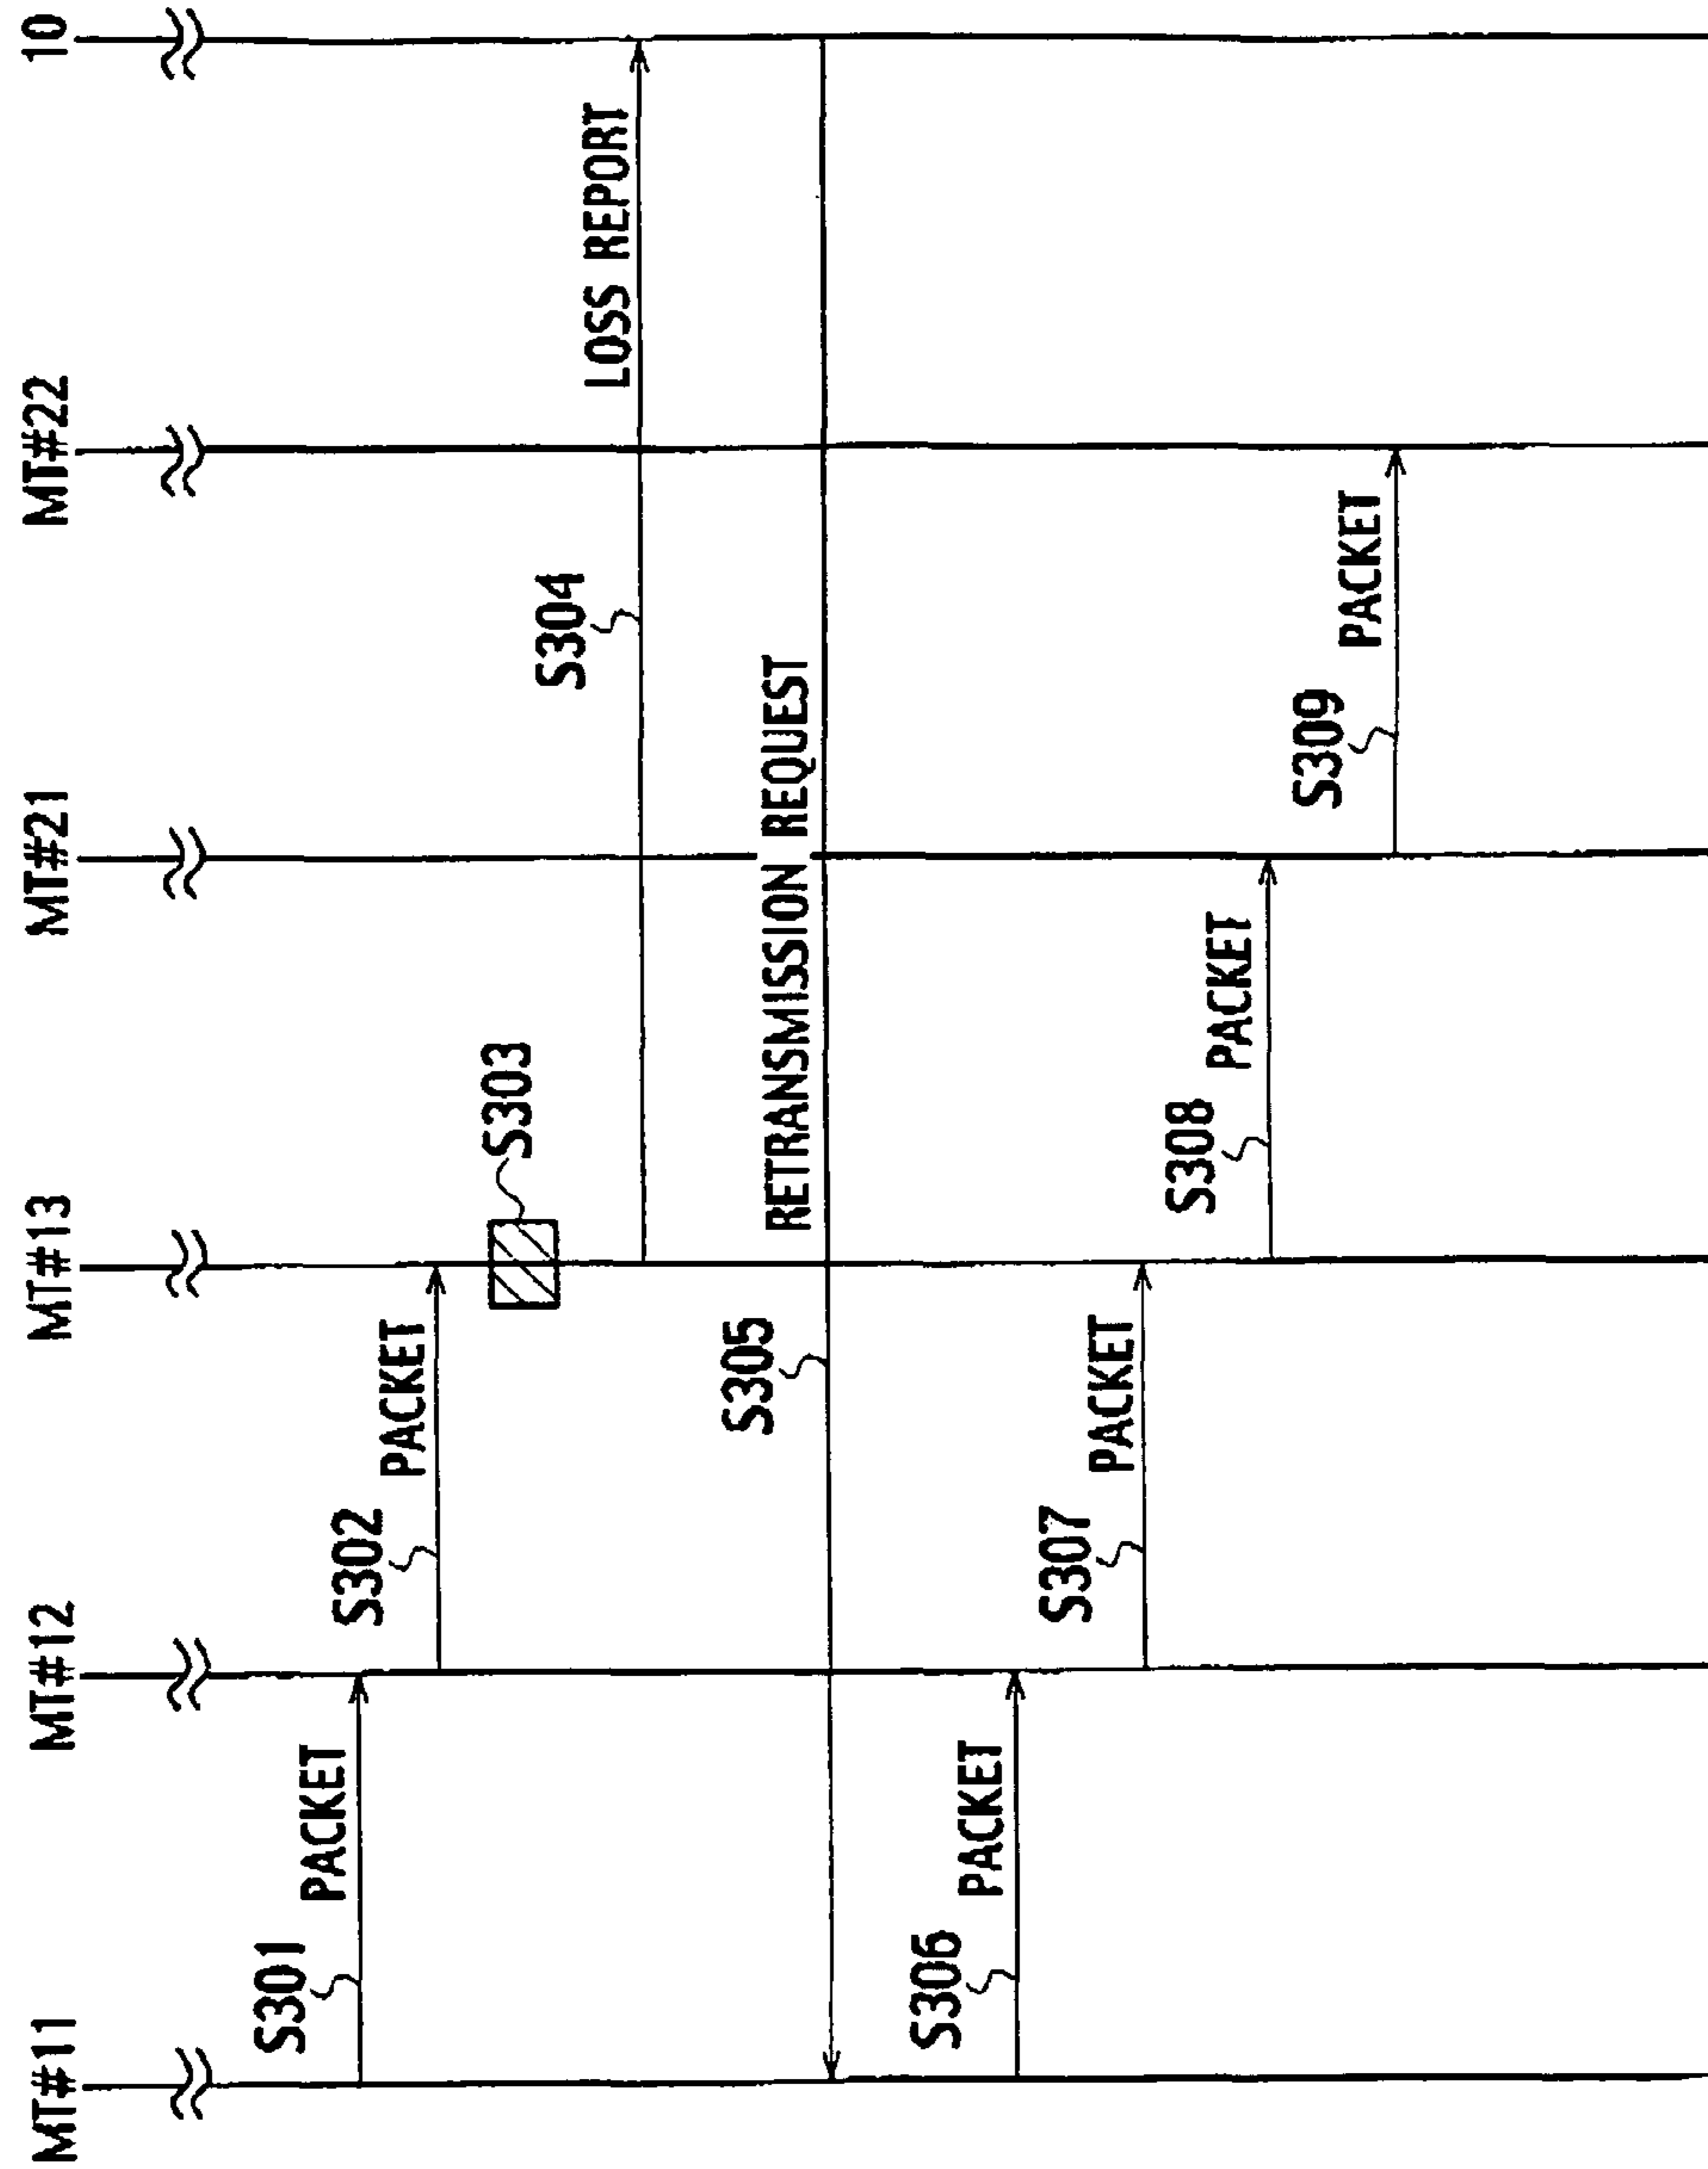 MT#11
MT#12
MT#13
MT#21
MT#22
10
S301
PACKET
S302
PACKET
S303
S304
LOSS REPORT
S305
RETRANSMISSION REQUEST
S306
PACKET
S307
PACKET
S308
PACKET
S309
PACKET